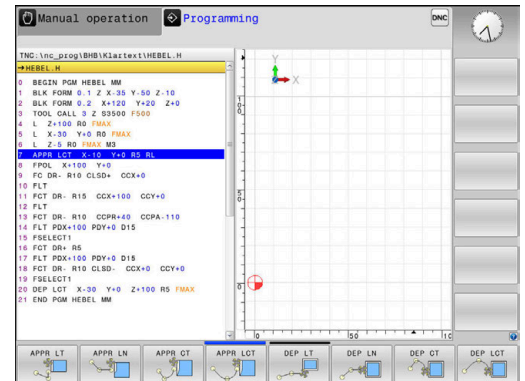 Manual operation
Programming
DNC
TNC:\nc_prog\BHB\Klartext\HEBEL.H
→HEBEL.H
0 BEGIN PGM HEBEL MM
1 BLK FORM 0.1 Z X-35 Y-50 Z-10
2 BLK FORM 0.2 X+120 Y+20 Z+0
3 TOOL CALL 3 Z S3500 F500
4 L Z+100 R0 FMAX
5 L X-30 Y+0 R0 FMAX
6 L Z-5 R0 FMAX M3
7 APPR LCT X-10 Y+0 R5 RL
8 FPOL X+100 Y+0
9 FC DR- R10 CLSD+ CCX+0
10 FLT
11 FCT DR- R15 CCX+100 CCY+0
12 FLT
13 FCT DR- R10 CCPR+40 CCPA-110
14 FLT PDX+100 PDY+0 D15
15 FSELECT1
16 FCT DR+ R5
17 FLT PDX+100 PDY+0 D15
18 FCT DR- R10 CLSD- CCX+0 CCY+0
19 FSELECT1
20 DEP LCT X-30 Y+0 Z+100 R5 FMAX
21 END PGM HEBEL MM
Y
X
100
50
0
0 50 10
APPR LT APPR LN APPR CT APPR LCT DEP LT DEP LN DEP CT DEP LCT